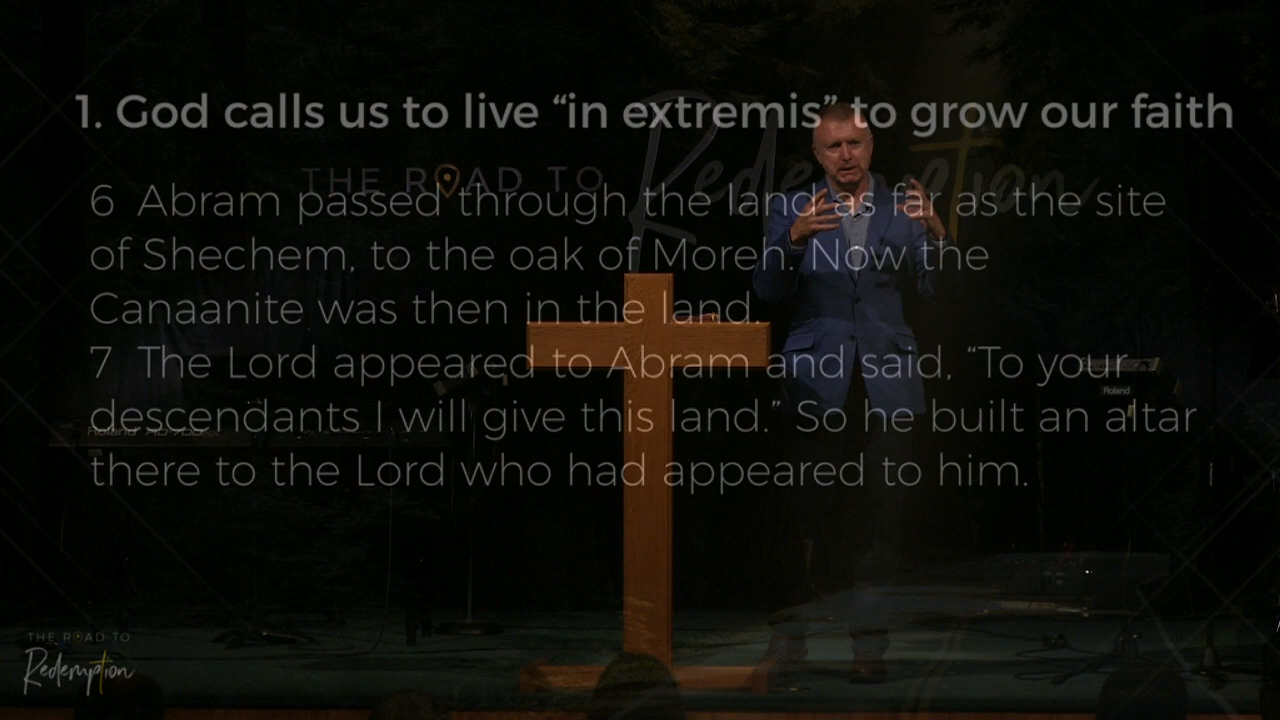 1. God calls us to live “in extremis” to grow our faith
THE ROAD TO Redemption
6 Abram passed through the land as far as the site
of Shechem, to the oak of Moreh. Now the
Canaanite was then in the land.
7 The Lord appeared to Abram and said, “To your
Roland
descendants I will give this land.” So he built an altar
Roland
there to the Lord who had appeared to him.
THE ROAD TO
Redemption